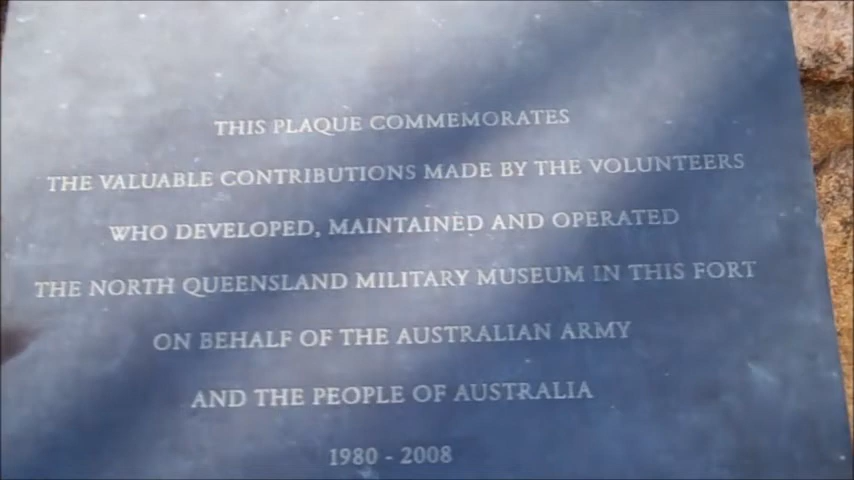 THIS PLAQUE COMMEMORATES
THE VALUABLE CONTRIBUTIONS MADE BY THE VOLUNTEERS
WHO DEVELOPED, MAINTAINED AND OPERATED
THE NORTH QUEENSLAND MILITARY MUSEUM IN THIS FORT
ON BEHALF OF THE AUSTRALIAN ARMY
AND THE PEOPLE OF AUSTRALIA
1980 - 2008